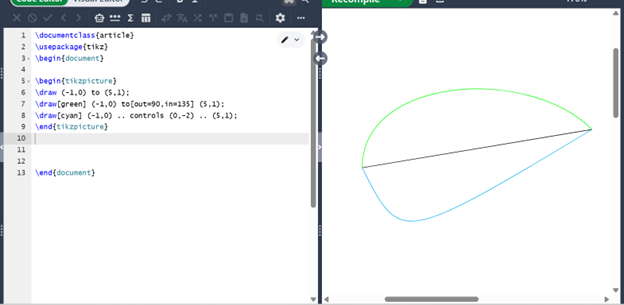 Code Editor Visual Editor
Recompile
1 \documentclass{article}
2 \usepackage{tikz}
3 \begin{document}
4
5 \begin{tikzpicture}
6 \draw (-1,0) to (5,1);
7 \draw[green] (-1,0) to[out=90,in=135] (5,1);
8 \draw[cyan] (-1,0) .. controls (0,-2) .. (5,1);
9 \end{tikzpicture}
10
11
12
13 \end{document}